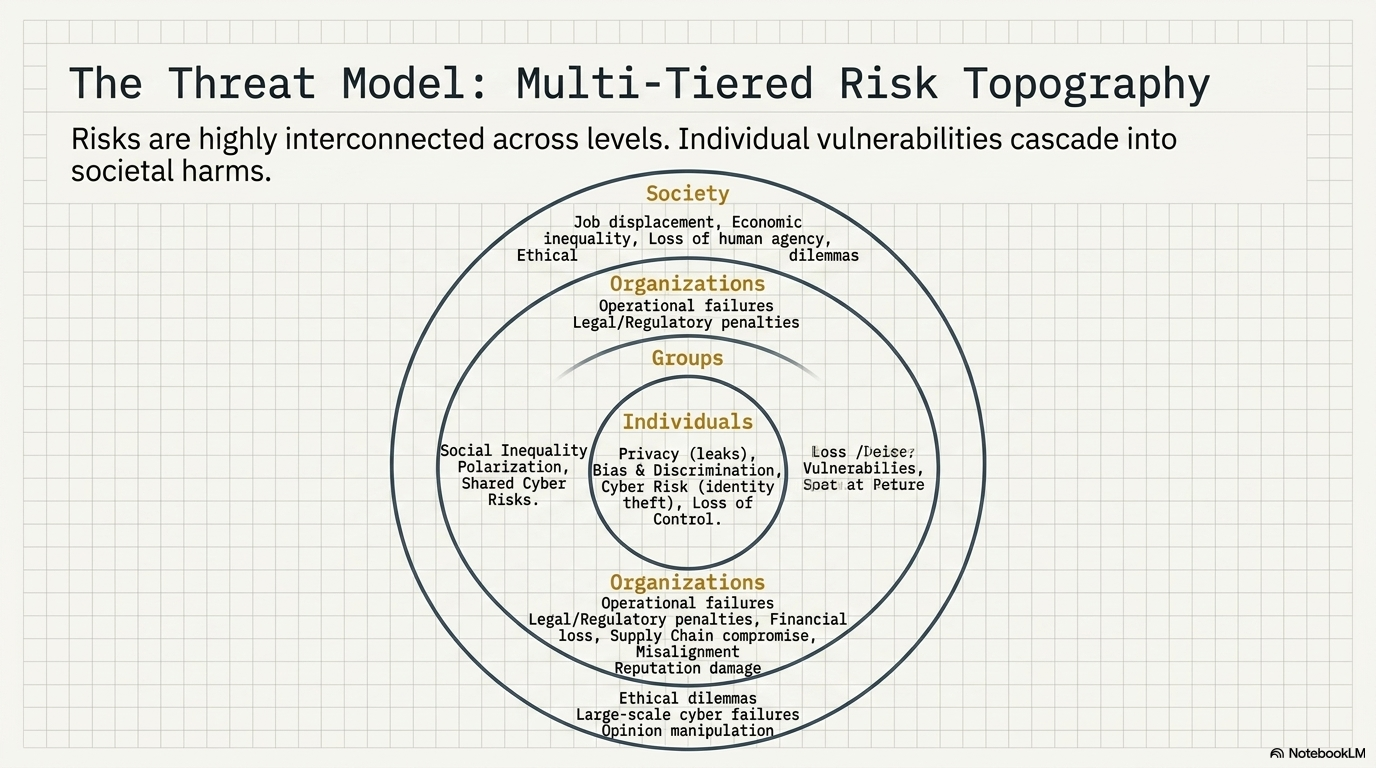 The Threat Model: Multi-Tiered Risk Topography
Risks are highly interconnected across levels. Individual vulnerabilities cascade into
societal harms.
Society
Job displacement, Economic
inequality, Loss of human agency,
Ethical dilemmas
Organizations
Operational failures
Legal/Regulatory penalties
Groups
Social Inequality
Polarization,
Shared Cyber
Risks.
Individuals
Privacy (leaks),
Bias & Discrimination,
Cyber Risk (identity
theft), Loss of
Control.
Loss
Vulnerabilies,
at Peture
Organizations
Operational failures
Legal/Regulatory penalties, Financial
loss, Supply Chain compromise,
Misalignment
Reputation damage
Ethical dilemmas
Large-scale cyber failures
Opinion manipulation
NotebookLM